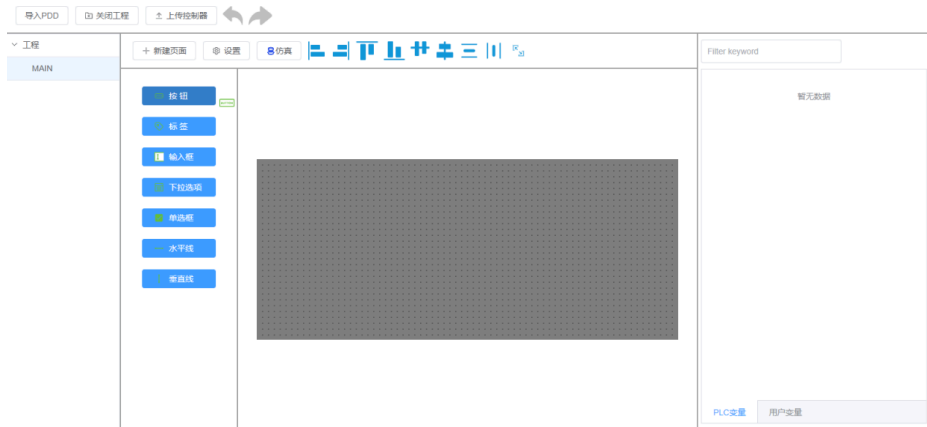 导入PDD 关闭工程 上传控制器
工程
MAIN
新建页面 设置 仿真
按钮
标签
输入框
下拉选项
单选框
水平线
垂直线
Filter keyword
暂无数据
PLC变量 用户变量